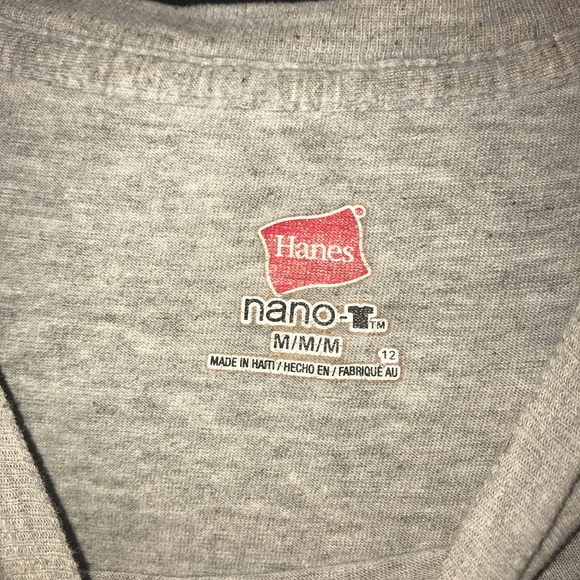 Hanes®
nano-T™
M/M/M
12
MADE IN HAITI / HECHO EN / FABRIQUÉ AU